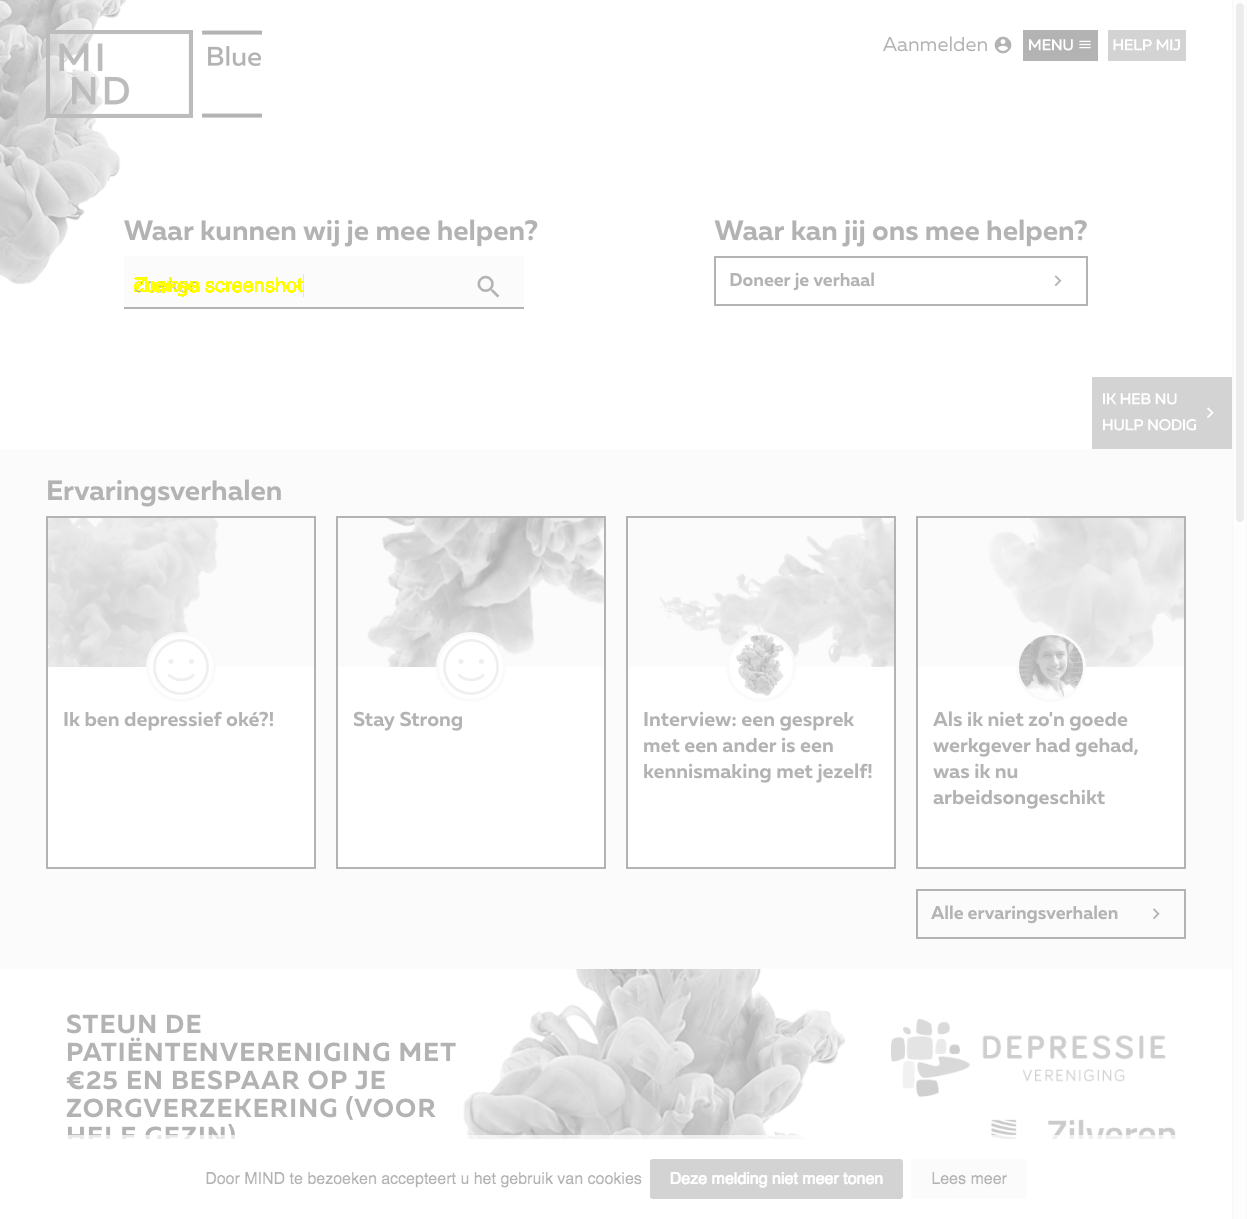 MI
ND
Blue
Aanmelden
MENU
HELP MIJ
Waar kunnen wij je mee helpen?
screenshot
Waar kan jij ons mee helpen?
Doneer je verhaal
IK HEB NU
HULP NODIG
Ervaringsverhalen
Ik ben depressief oké?!
Stay Strong
Interview: een gesprek
met een ander is een
kennismaking met jezelf!
Als ik niet zo'n goede
werkgever had gehad,
was ik nu
arbeidsongeschikt
Alle ervaringsverhalen
STEUN DE
PATIËNTENVERENIGING MET
€25 EN BESPAAR OP JE
ZORGVERZEKERING (VOOR
HELE GEZIN)
DEPRESSIE
VERENIGING
Zilveren
Door MIND te bezoeken accepteert u het gebruik van cookies
Deze melding niet meer tonen
Lees meer